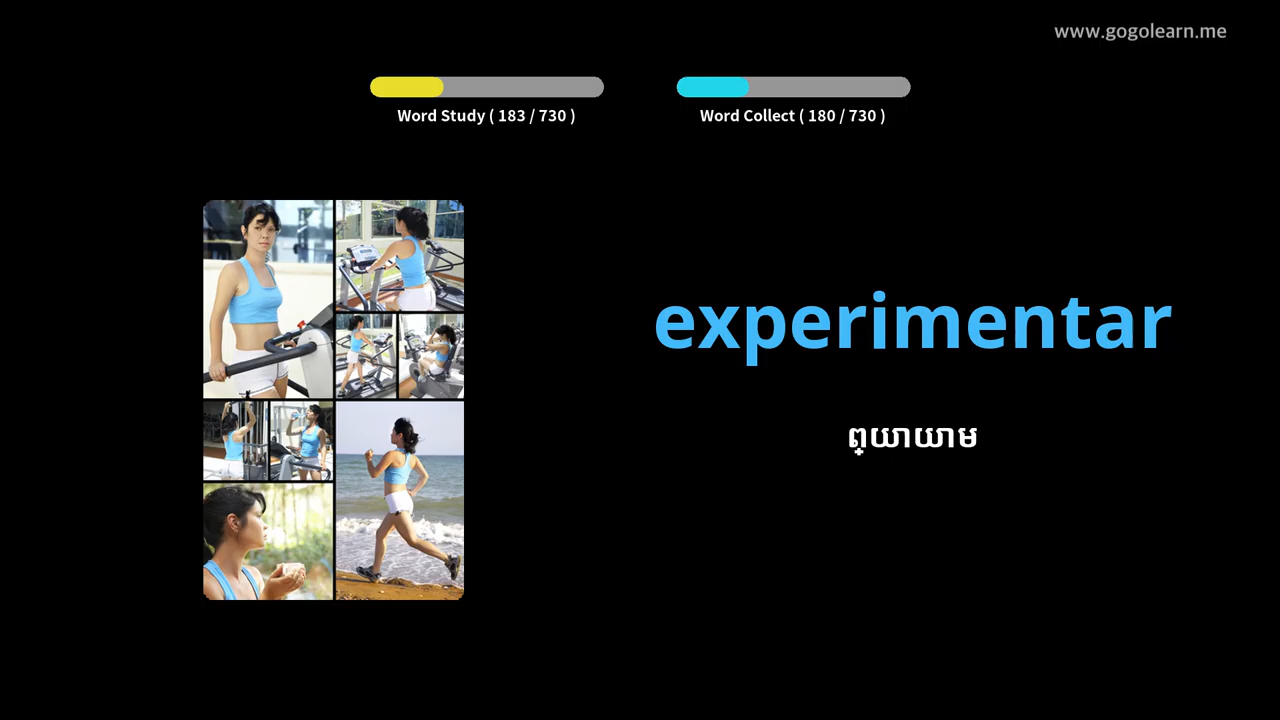 www.gogolearn.me
Word Study ( 183 / 730 )
Word Collect ( 180 / 730 )
experimentar
ព្យាយាម